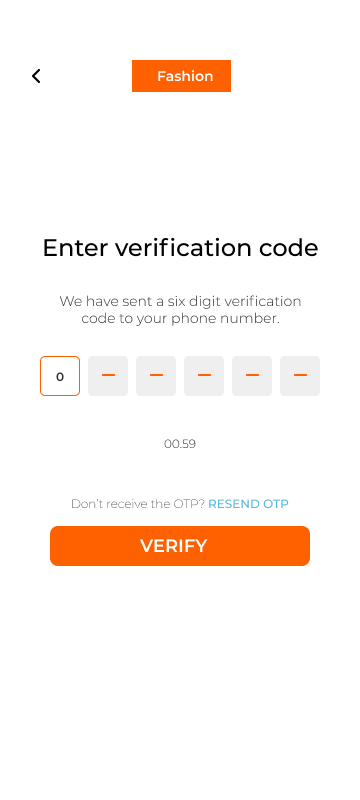 Fashion
Enter verification code
We have sent a six digit verification
code to your phone number.
0
00.59
Don't receive the OTP? RESEND OTP
VERIFY